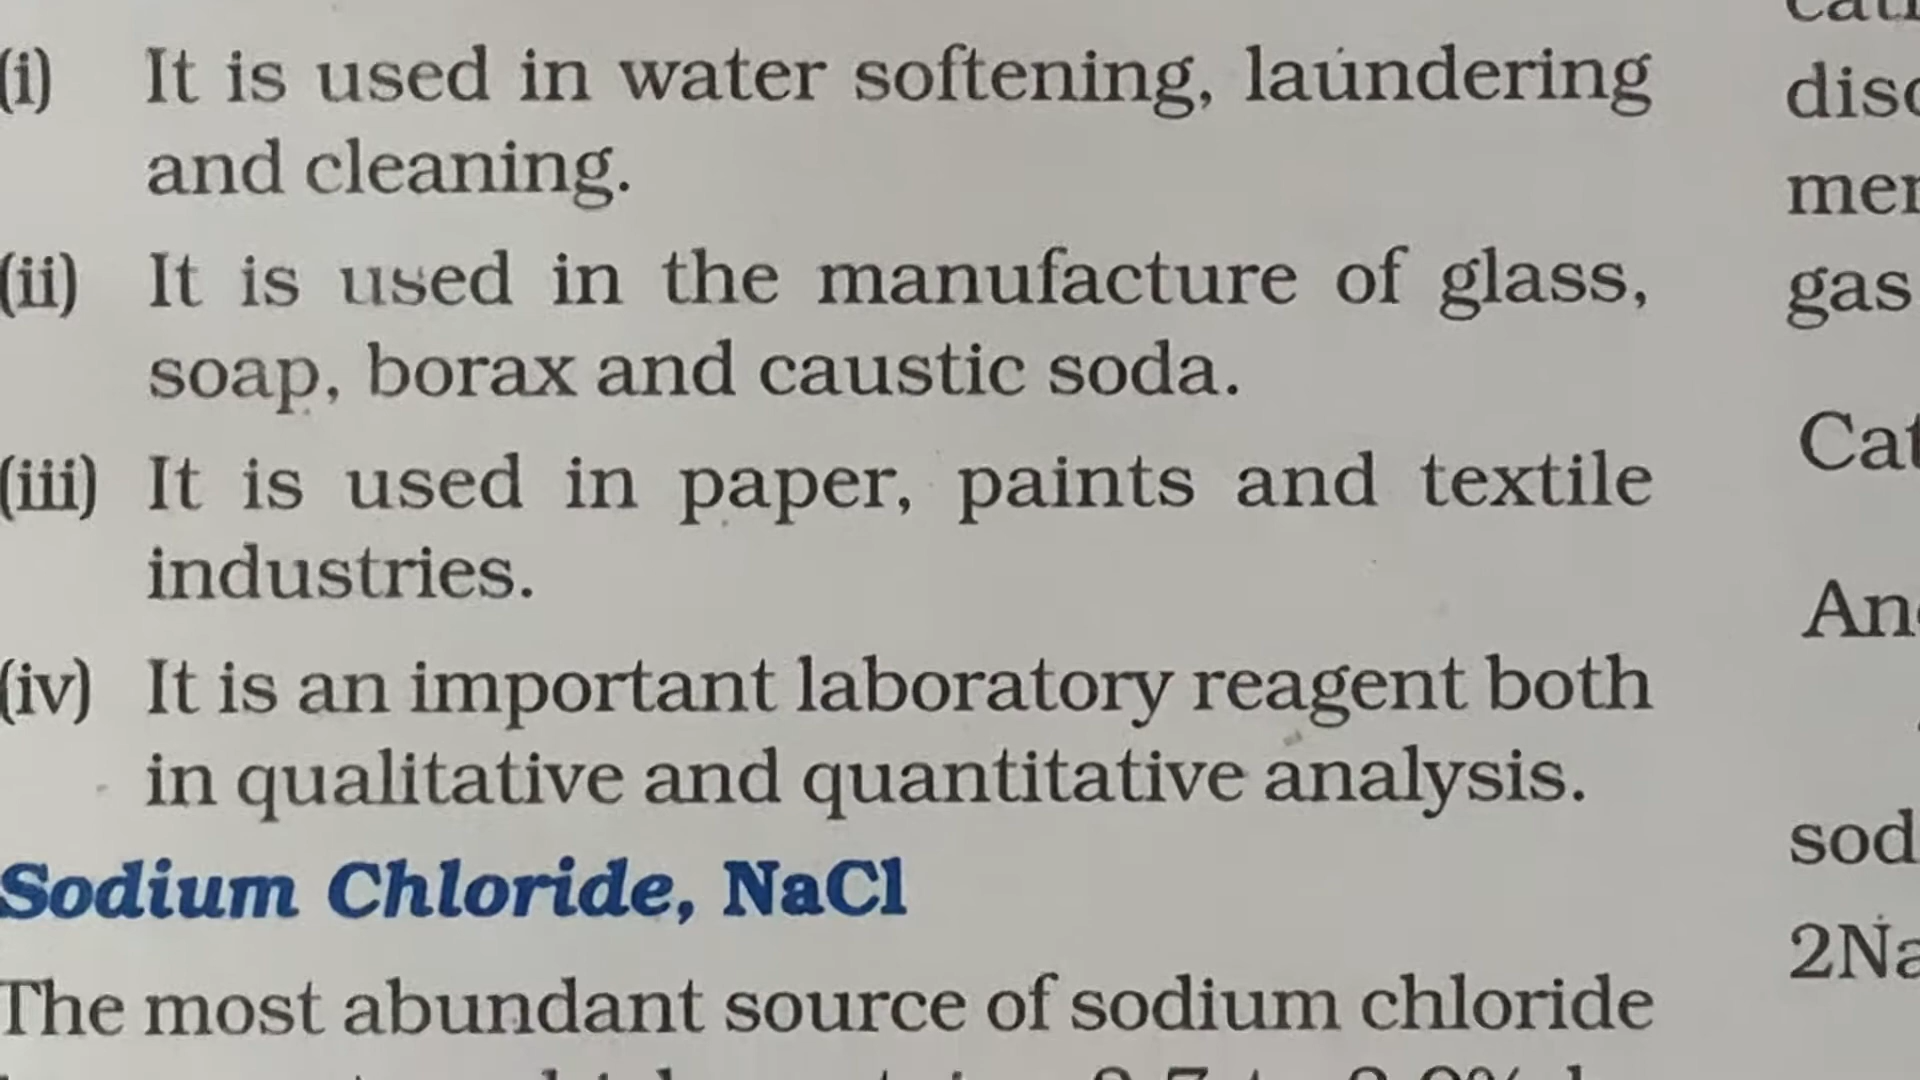 (i) It is used in water softening, laundering
and cleaning.
(ii) It is used in the manufacture of glass,
soap, borax and caustic soda.
(iii) It is used in paper, paints and textile
industries.
(iv) It is an important laboratory reagent both
in qualitative and quantitative analysis.
Sodium Chloride, NaCl
The most abundant source of sodium chloride
gas
2Na